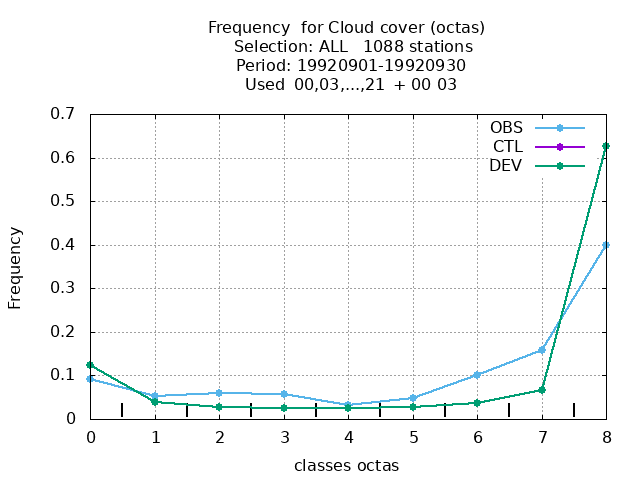 Frequency  for Cloud cover (octas)
Selection: ALL   1088 stations
Period: 19920901-19920930
Used  00,03,...,21  + 00 03
OBS
CTL
DEV
Frequency
0.7
0.6
0.5
0.4
0.3
0.2
0.1
0
0 1 2 3 4 5 6 7 8
classes octas